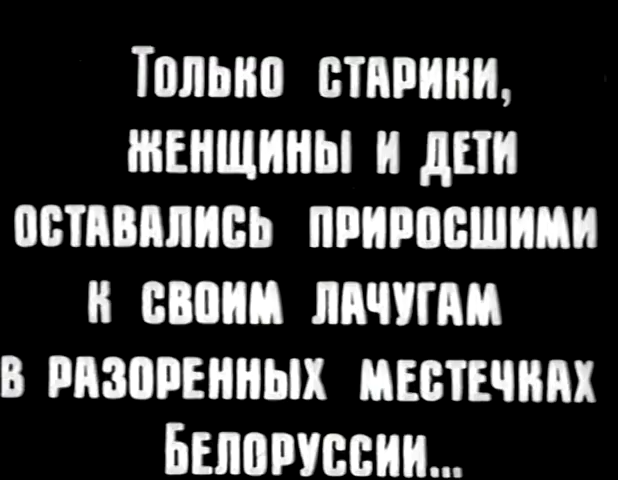 Только старики,
женщины и дети
оставались приросшими
к своим лачугам
в разоренных местечках
Белоруссии...